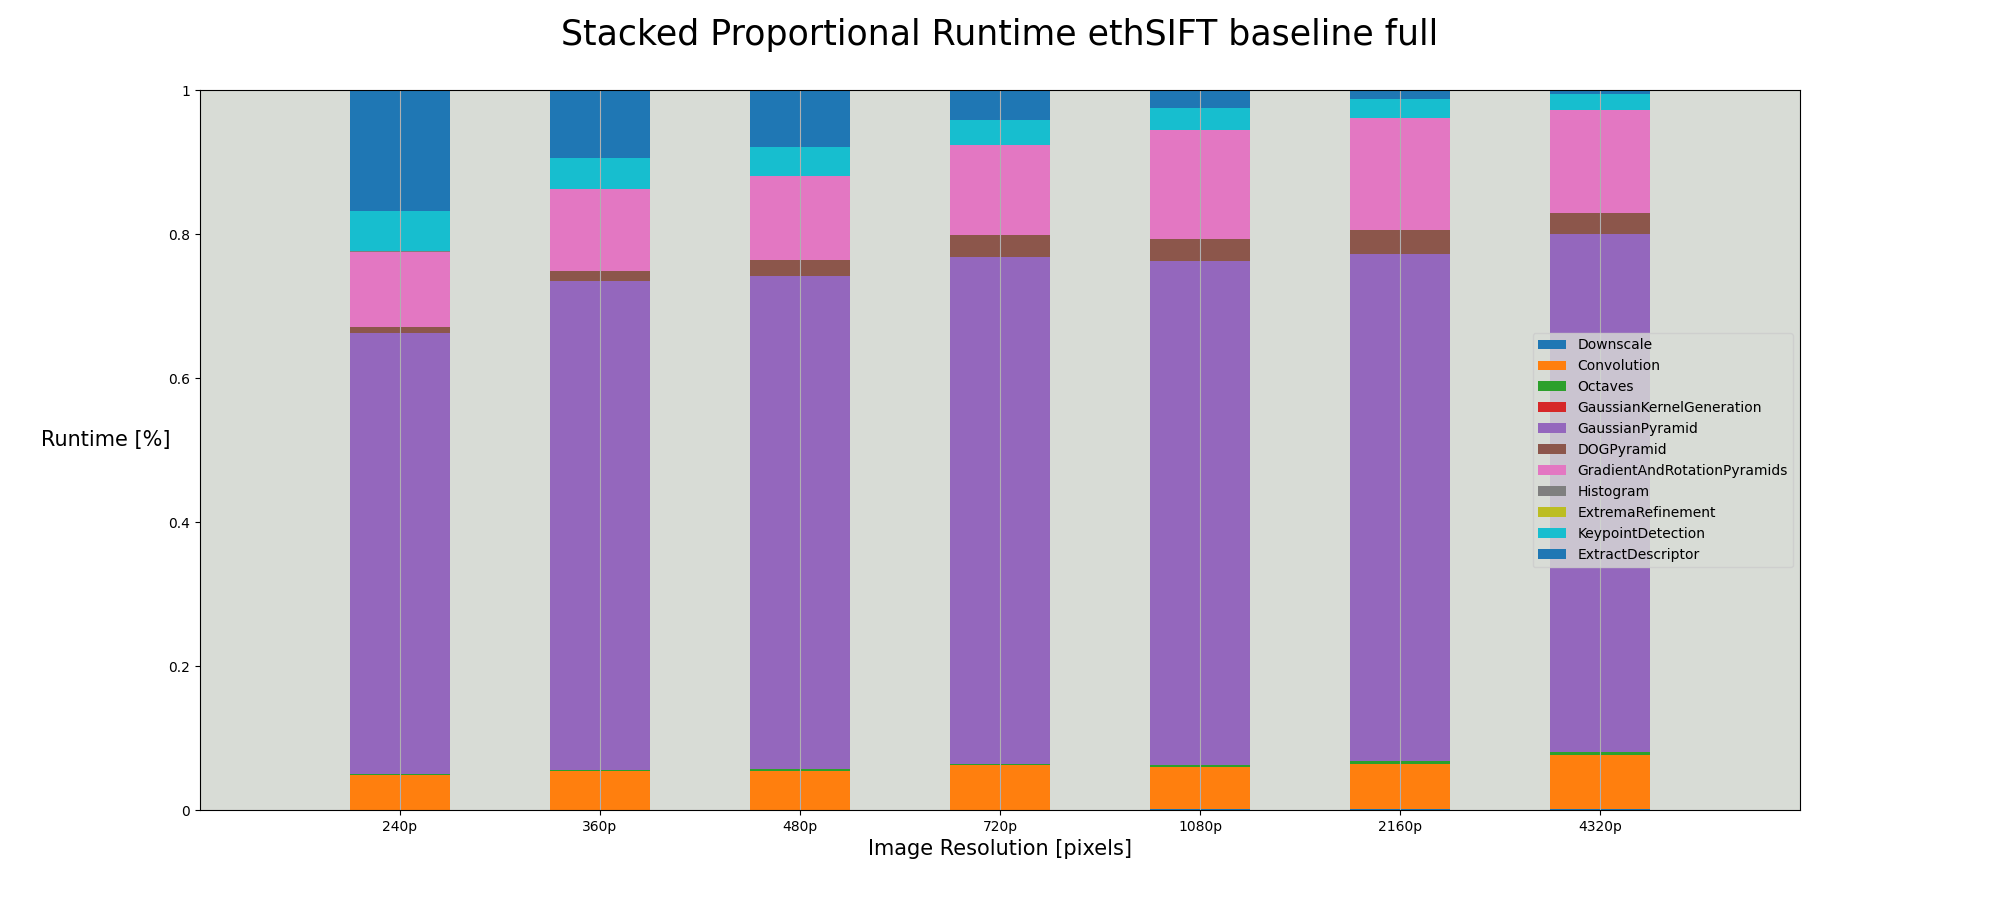 Stacked Proportional Runtime ethSIFT baseline full
1
0.8
0.6
0.4
0.2
0
Runtime [%]
Downscale
Convolution
Octaves
GaussianKernelGeneration
GaussianPyramid
DOGPyramid
GradientAndRotationPyramids
Histogram
ExtremaRefinement
KeypointDetection
ExtractDescriptor
240p 360p 480p 720p 1080p 2160p 4320p
Image Resolution [pixels]